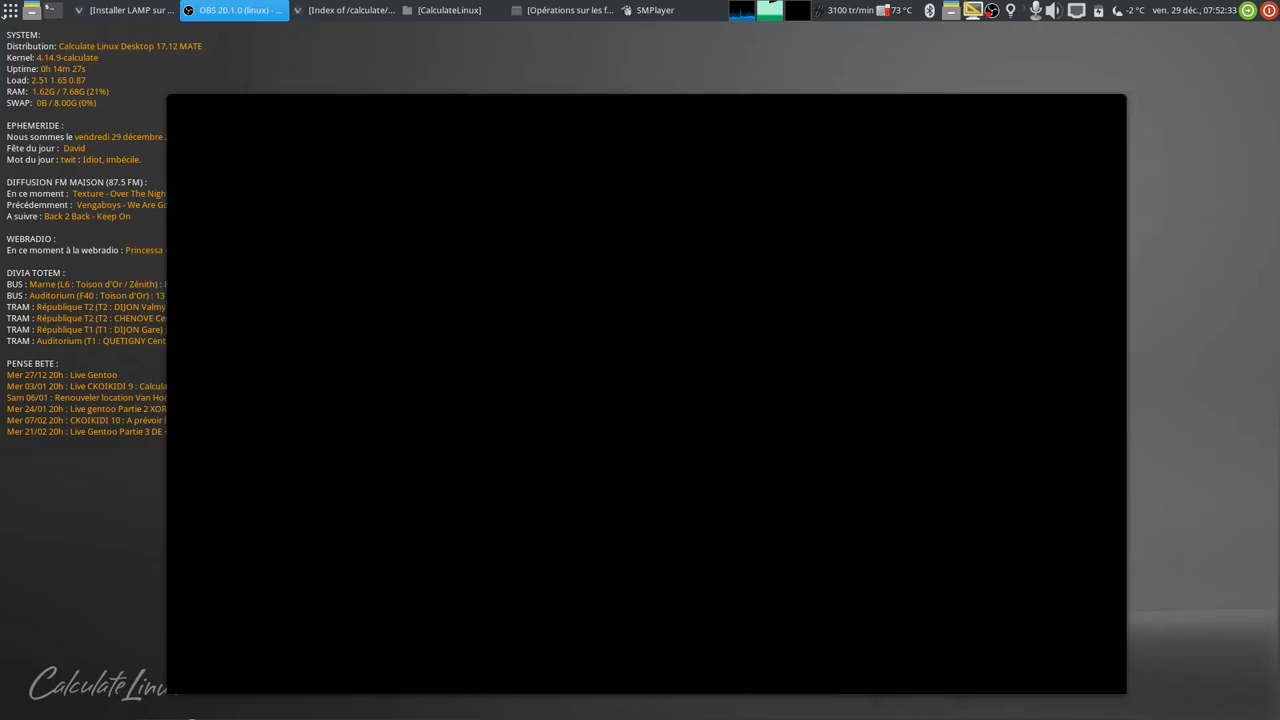 [Installer LAMP sur ... OBS 20.1.0 (linux) - ... [Index of /calculate/... [CalculateLinux] [Opérations sur les f... SMPlayer 3100 tr/min 73 °C -2 °C ven. 29 déc., 07:52:33
SYSTEM:
Distribution: Calculate Linux Desktop 17.12 MATE
Kernel: 4.14.9-calculate
Uptime: 0h 14m 27s
Load: 2.51 1.65 0.87
RAM: 1.62G / 7.68G (21%)
SWAP: 0B / 8.00G (0%)
EPHEMERIDE :
Nous sommes le vendredi 29 décembre
Fête du jour : David
Mot du jour : twit : Idiot, imbécile.
DIFFUSION FM MAISON (87.5 FM) :
En ce moment : Texture - Over The Nigh
Précédemment : Vengaboys - We Are Go
A suivre : Back 2 Back - Keep On
WEBRADIO :
En ce moment à la webradio : Princessa
DIVIA TOTEM :
BUS : Marne (L6 : Toison d'Or / Zénith) :
BUS : Auditorium (F40 : Toison d'Or) : 13
TRAM : République T2 (T2 : DIJON Valmy
TRAM : République T2 (T2 : CHENOVE Ce
TRAM : République T1 (T1 : DIJON Gare) :
TRAM : Auditorium (T1 : QUETIGNY Cent
PENSE BETE :
Mer 27/12 20h : Live Gentoo
Mer 03/01 20h : Live CKOIKIDI 9 : Calcula
Sam 06/01 : Renouveler location Van Ho
Mer 24/01 20h : Live gentoo Partie 2 XOR
Mer 07/02 20h : CKOIKIDI 10 : A prévoir
Mer 21/02 20h : Live Gentoo Partie 3 DE
Calculate Linu